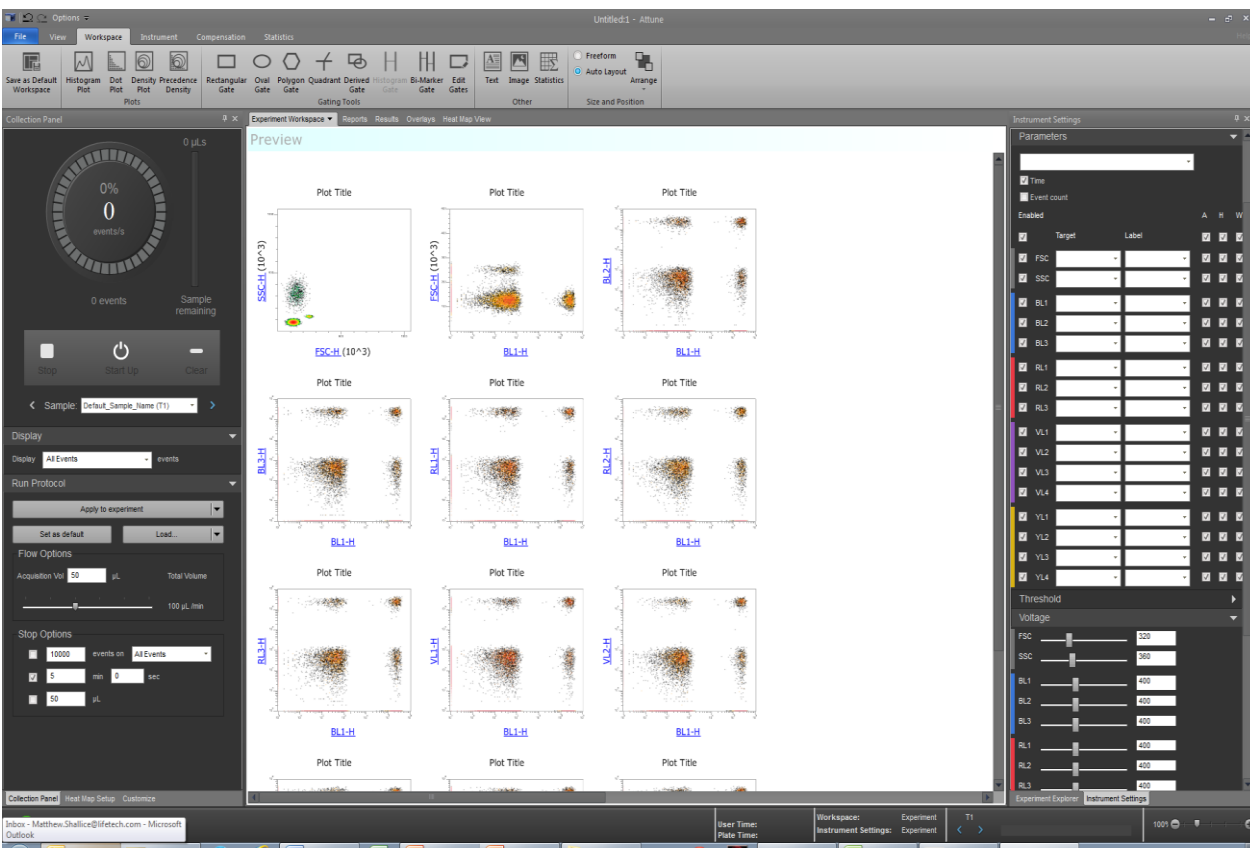 Options
Untitled:1 - Attune
File View Workspace Instrument Compensation Statistics
Help
Save as Default Workspace
Histogram Plot
Dot Plot
Density Plot
Precedence Density
Rectangular Gate
Oval Gate
Polygon Gate
Quadrant
Derived Gate
Histogram Gate
Bi-Marker Gate
Edit Gates
Text
Image
Statistics
Freeform
Auto Layout
Arrange
Plots
Gating Tools
Other
Size and Position
Collection Panel
0 µLs
0%
0
events/s
0 events
Sample remaining
Stop
Start Up
Clear
Sample: Default_Sample_Name (T1)
Display
Display All Events events
Run Protocol
Apply to experiment
Set as default Load...
Flow Options
Acquisition Vol 50 µL Total Volume
100 µL /min
Stop Options
10000 events on All Events
5 min 0 sec
50 µL
Collection Panel Heat Map Setup Customize
Experiment Workspace Reports Results Overlays Heat Map View
Preview
Plot Title Plot Title Plot Title
SSC-H (10^3)
FSC-H (10^3)
FSC-H (10^3)
BL1-H
BL2-H
BL1-H
Plot Title Plot Title Plot Title
BL3-H
BL1-H
RL1-H
BL1-H
RL2-H
BL1-H
Plot Title Plot Title Plot Title
RL3-H
BL1-H
VL1-H
BL1-H
VL2-H
BL1-H
Plot Title Plot Title Plot Title
Instrument Settings
Parameters
Time
Event count
Enabled A H W
Target Label
FSC
SSC
BL1
BL2
BL3
RL1
RL2
RL3
VL1
VL2
VL3
VL4
YL1
YL2
YL3
YL4
Threshold
Voltage
FSC 320
SSC 360
BL1 400
BL2 400
BL3 400
RL1 400
RL2 400
RL3 400
Experiment Explorer Instrument Settings
Inbox - Matthew.Shallice@lifetech.com - Microsoft
Outlook
User Time:
Plate Time:
Workspace: Experiment
Instrument Settings: Experiment
T1
100%